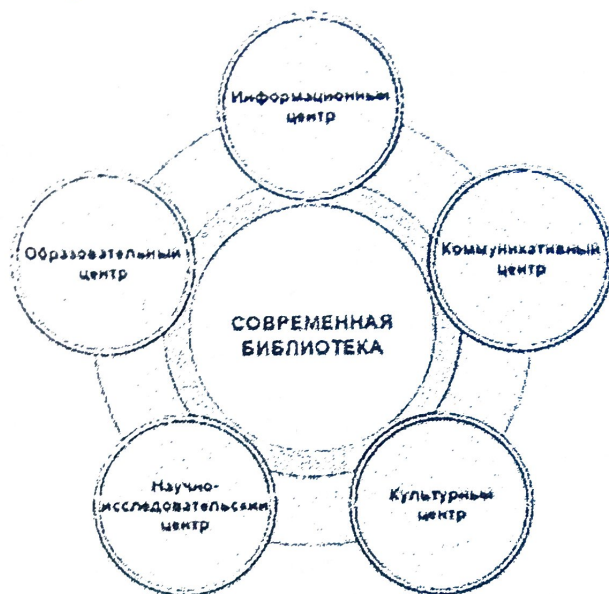 Информационный
центр
Образовательный
центр
Коммуникативный
центр
СОВРЕМЕННАЯ
БИБЛИОТЕКА
Научно-
исследовательский
центр
Культурный
центр